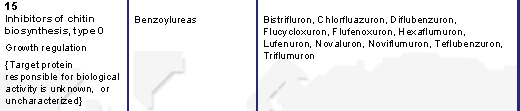 15
Inhibitors of chitin
biosynthesis, type 0
Growth regulation
{Target protein
responsible for biological
activity is unknown, or
uncharacterized}
Benzoylureas
Bistrifluron, Chlorfluazuron, Diflubenzuron,
Flucycloxuron, Flufenoxuron, Hexaflumuron,
Lufenuron, Novaluron, Noviflumuron, Teflubenzuron,
Triflumuron